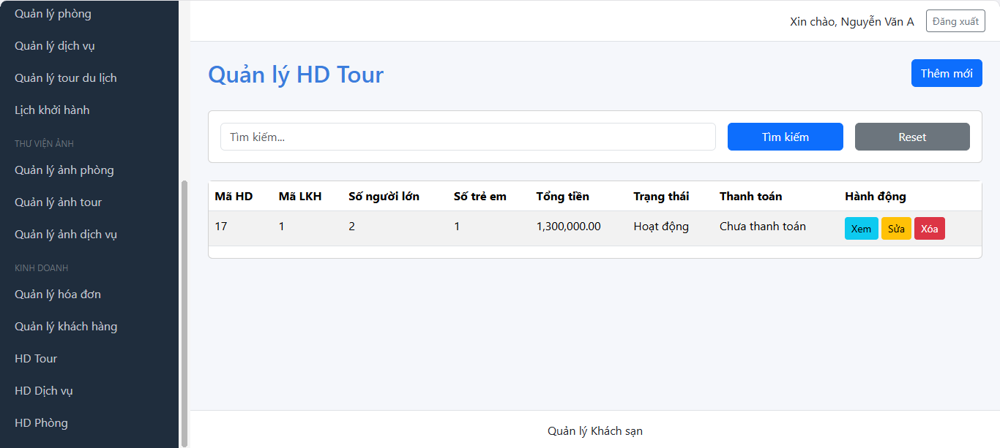 Quản lý phòng
Quản lý dịch vụ
Quản lý tour du lịch
Lịch khởi hành
THƯ VIỆN ẢNH
Quản lý ảnh phòng
Quản lý ảnh tour
Quản lý ảnh dịch vụ
KINH DOANH
Quản lý hóa đơn
Quản lý khách hàng
HD Tour
HD Dịch vụ
HD Phòng
Xin chào, Nguyễn Văn A Đăng xuất
Quản lý HD Tour Thêm mới
Tìm kiếm... Tìm kiếm Reset
Mã HD Mã LKH Số người lớn Số trẻ em Tổng tiền Trạng thái Thanh toán Hành động
17 1 2 1 1,300,000.00 Hoạt động Chưa thanh toán Xem Sửa Xóa
Quản lý Khách sạn